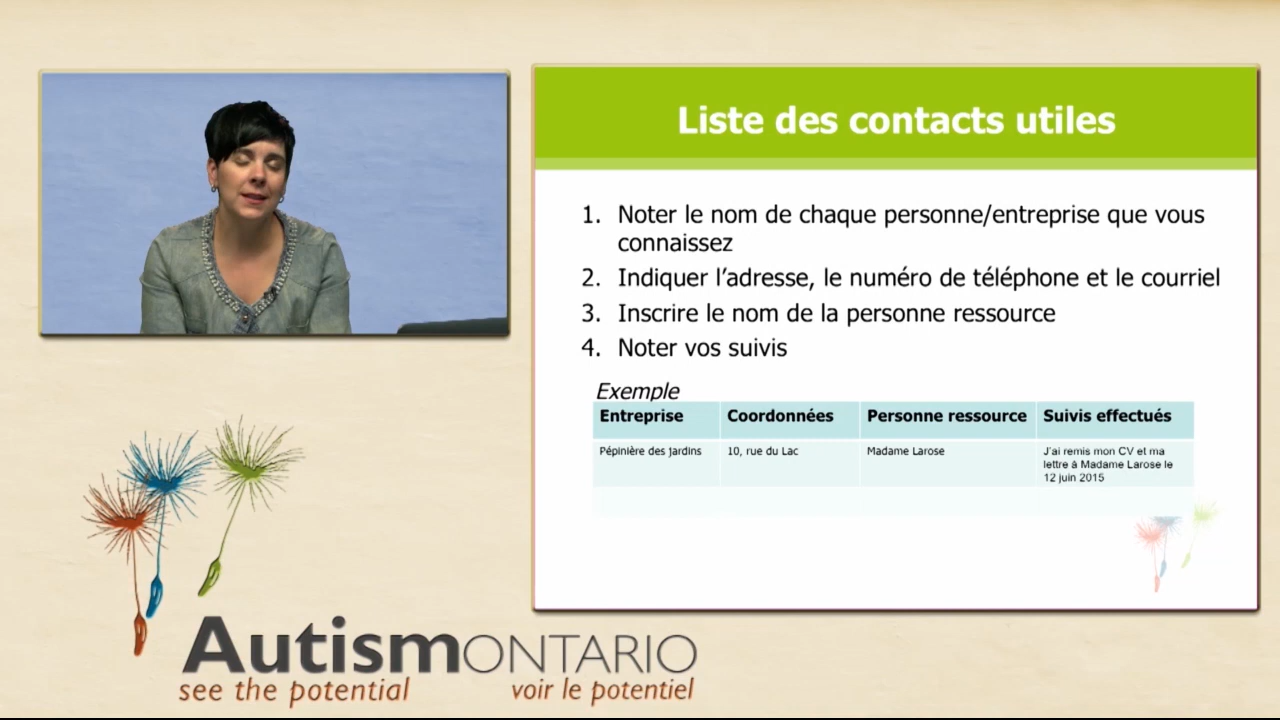 Liste des contacts utiles
1. Noter le nom de chaque personne/entreprise que vous
connaissez
2. Indiquer l'adresse, le numéro de téléphone et le courriel
3. Inscrire le nom de la personne ressource
4. Noter vos suivis
Exemple
Entreprise Coordonnées Personne ressource Suivis effectués
Pépinière des jardins 10, rue du Lac Madame Larose J'ai remis mon CV et ma
lettre à Madame Larose le
12 juin 2015
Autism ONTARIO
see the potential voir le potentiel